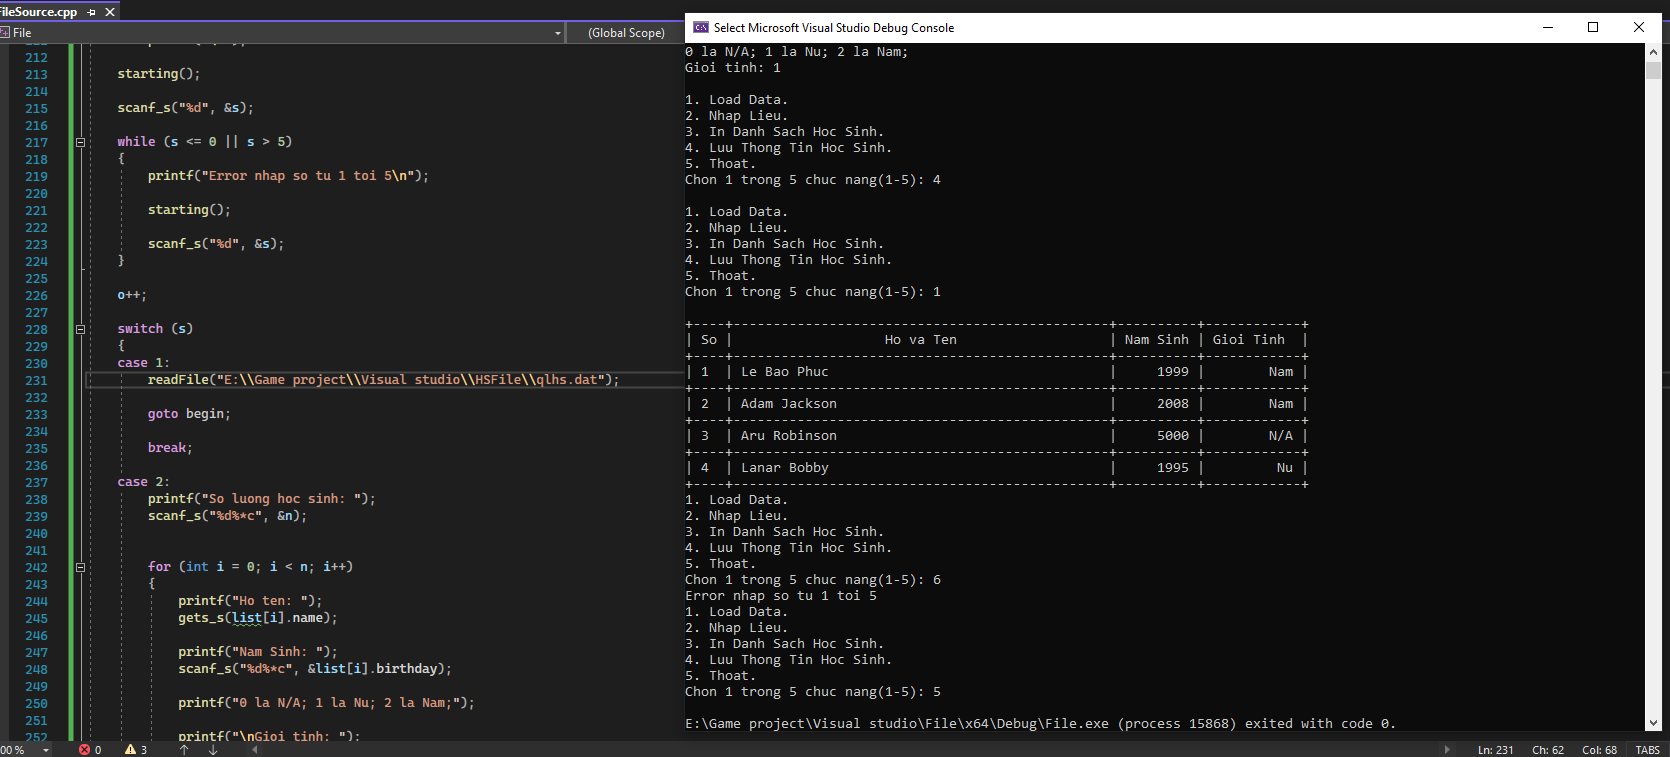 FileSource.cpp
File
(Global Scope)
212
213 starting();
214
215 scanf_s("%d", &s);
216
217 while (s <= 0 || s > 5)
218 {
219 printf("Error nhap so tu 1 toi 5\n");
220
221 starting();
222
223 scanf_s("%d", &s);
224 }
225
226 o++;
227
228 switch (s)
229 {
230 case 1:
231 readFile("E:\\Game project\\Visual studio\\HSFile\\qlhs.dat");
232
233 goto begin;
234
235 break;
236
237 case 2:
238 printf("So luong hoc sinh: ");
239 scanf_s("%d%*c", &n);
240
241
242 for (int i = 0; i < n; i++)
243 {
244 printf("Ho ten: ");
245 gets_s(list[i].name);
246
247 printf("Nam Sinh: ");
248 scanf_s("%d%*c", &list[i].birthday);
249
250 printf("0 la N/A; 1 la Nu; 2 la Nam;");
251
252 printf("\nGioi tinh: ");
00 %
0
3
Select Microsoft Visual Studio Debug Console
0 la N/A; 1 la Nu; 2 la Nam;
Gioi tinh: 1
1. Load Data.
2. Nhap Lieu.
3. In Danh Sach Hoc Sinh.
4. Luu Thong Tin Hoc Sinh.
5. Thoat.
Chon 1 trong 5 chuc nang(1-5): 4
1. Load Data.
2. Nhap Lieu.
3. In Danh Sach Hoc Sinh.
4. Luu Thong Tin Hoc Sinh.
5. Thoat.
Chon 1 trong 5 chuc nang(1-5): 1
+----+-----------------------------------------------+----------+------------+
| So | Ho va Ten | Nam Sinh | Gioi Tinh |
+----+-----------------------------------------------+----------+------------+
| 1 | Le Bao Phuc | 1999 | Nam |
+----+-----------------------------------------------+----------+------------+
| 2 | Adam Jackson | 2008 | Nam |
+----+-----------------------------------------------+----------+------------+
| 3 | Aru Robinson | 5000 | N/A |
+----+-----------------------------------------------+----------+------------+
| 4 | Lanar Bobby | 1995 | Nu |
+----+-----------------------------------------------+----------+------------+
1. Load Data.
2. Nhap Lieu.
3. In Danh Sach Hoc Sinh.
4. Luu Thong Tin Hoc Sinh.
5. Thoat.
Chon 1 trong 5 chuc nang(1-5): 6
Error nhap so tu 1 toi 5
1. Load Data.
2. Nhap Lieu.
3. In Danh Sach Hoc Sinh.
4. Luu Thong Tin Hoc Sinh.
5. Thoat.
Chon 1 trong 5 chuc nang(1-5): 5
E:\Game project\Visual studio\File\x64\Debug\File.exe (process 15868) exited with code 0.
Ln: 231 Ch: 62 Col: 68 TABS